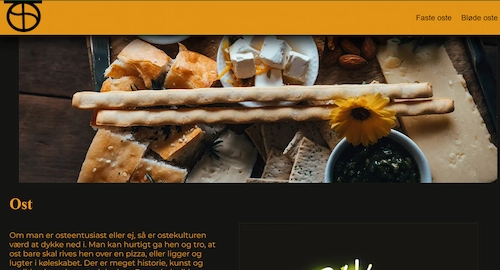 Faste oste Bløde oste
Ost
Om man er osteentusiast eller ej, så er ostekulturen
værd at dykke ned i. Man kan hurtigt ga hen og tro, at
ost bare skal rives hen over en pizza, eller ligger og
lugter i køleskabet. Der er meget historie, kunst og